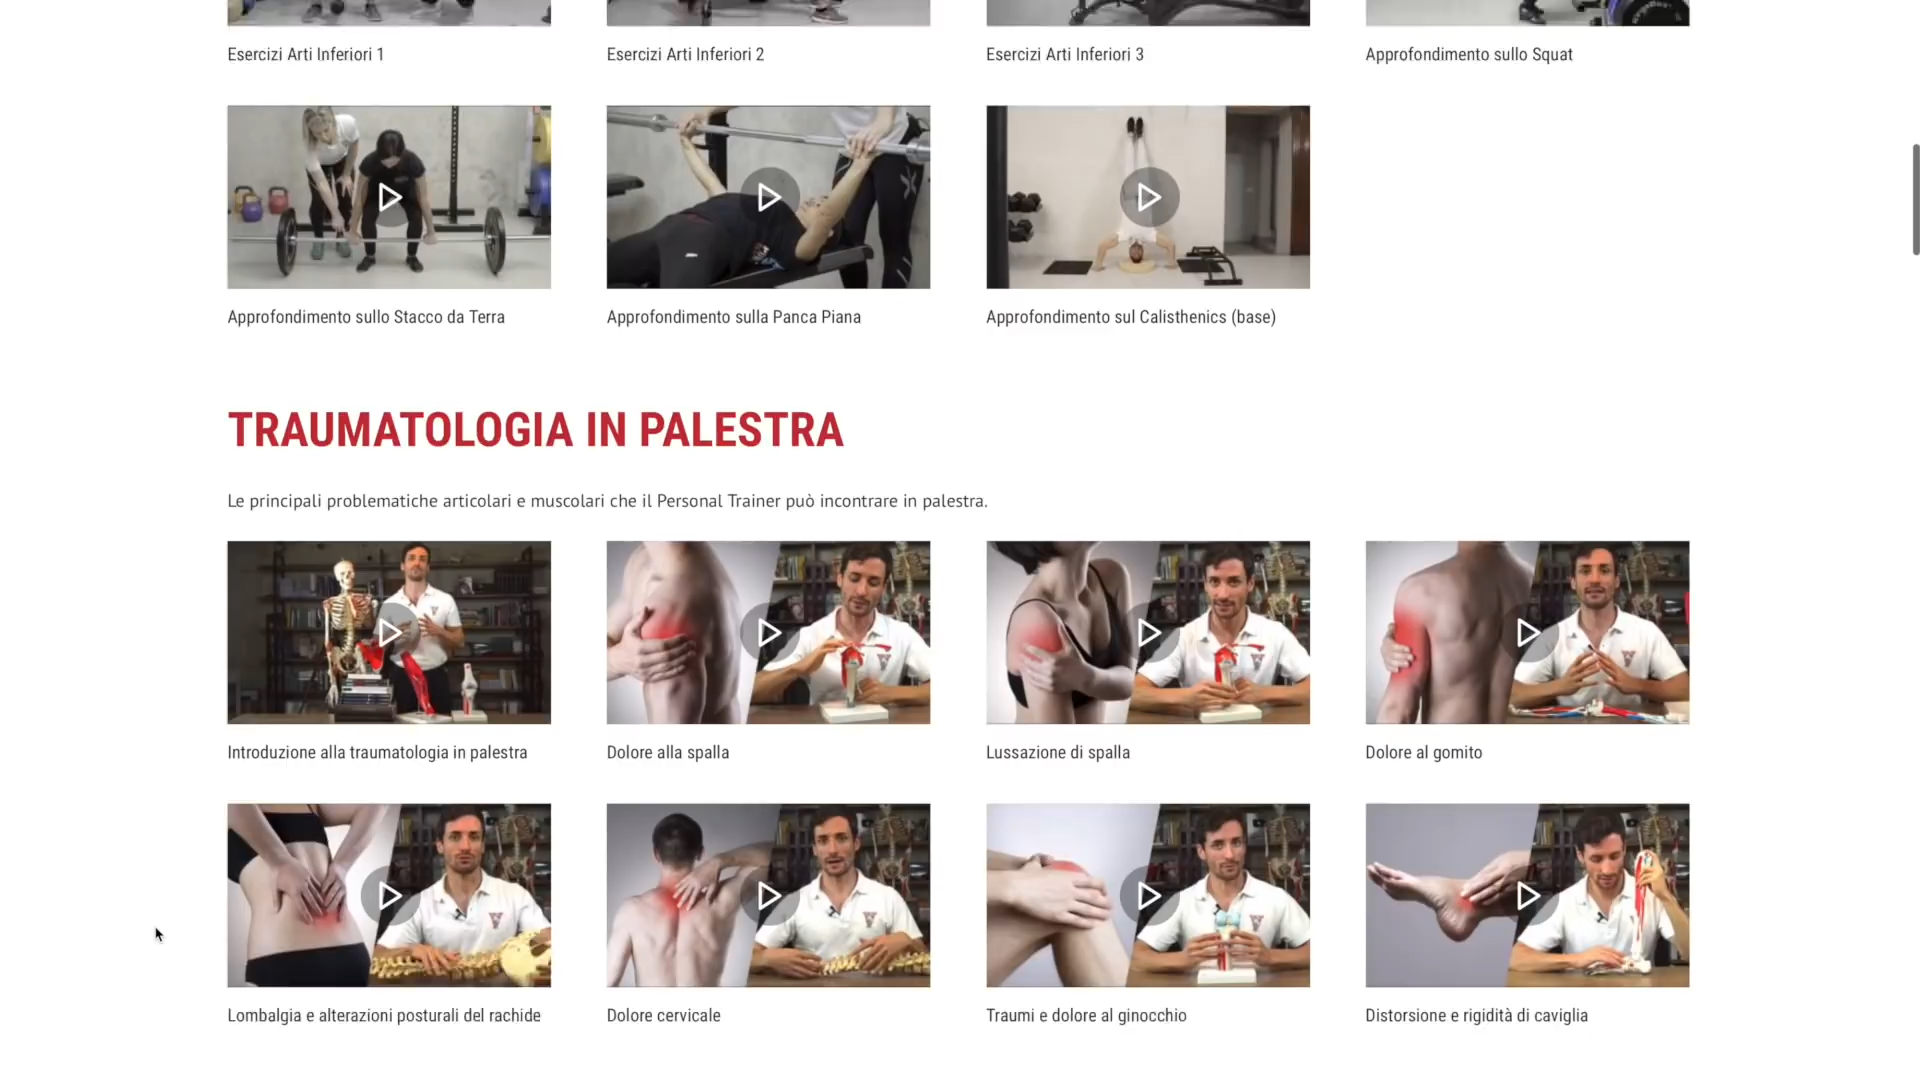 Esercizi Arti Inferiori 1
Esercizi Arti Inferiori 2
Esercizi Arti Inferiori 3
Approfondimento sullo Squat
Approfondimento sullo Stacco da Terra
Approfondimento sulla Panca Piana
Approfondimento sul Calisthenics (base)
TRAUMATOLOGIA IN PALESTRA
Le principali problematiche articolari e muscolari che il Personal Trainer può incontrare in palestra.
Introduzione alla traumatologia in palestra
Dolore alla spalla
Lussazione di spalla
Dolore al gomito
Lombalgia e alterazioni posturali del rachide
Dolore cervicale
Traumi e dolore al ginocchio
Distorsione e rigidità di caviglia